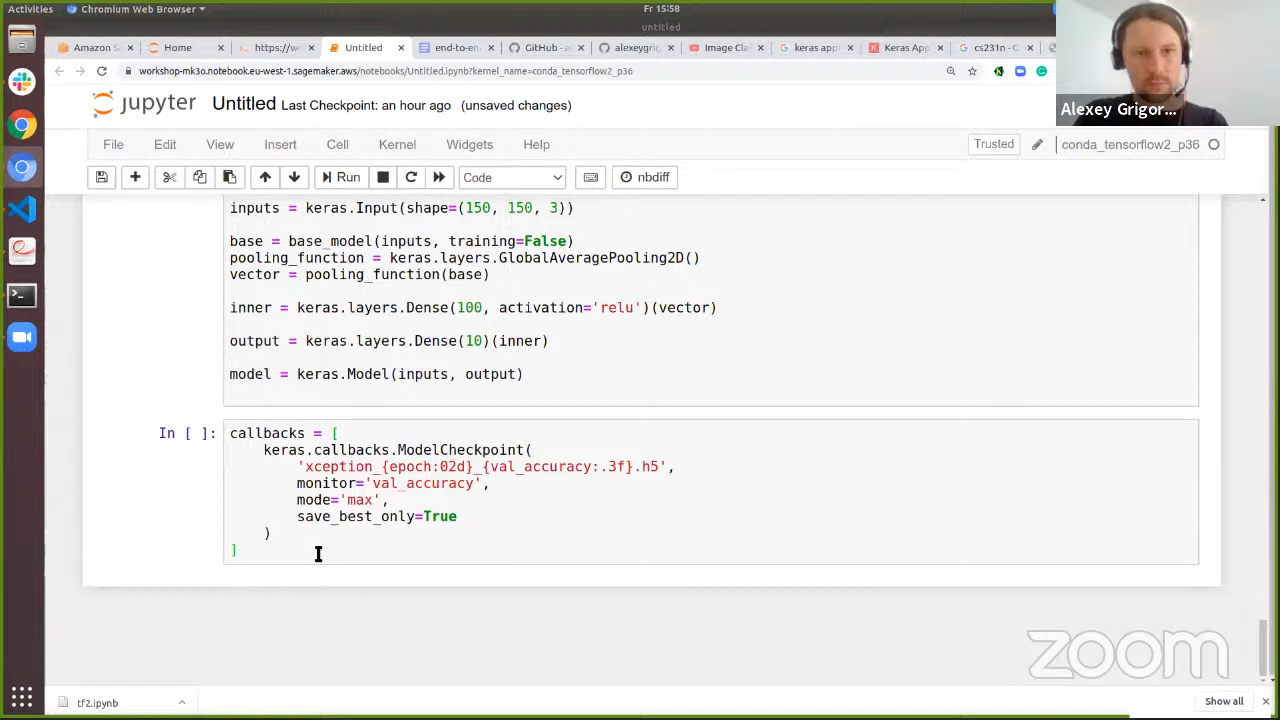 Activities
Chromium Web Browser
Fr 15:58
untitled
Amazon S
Home
https://w
Untitled
end-to-en
GitHub - a
alexeygrig
Image Cla
keras appl
Keras App
cs231n - G
workshop-mk3o.notebook.eu-west-1.sagemaker.aws/notebooks/Untitled.ipynb?kernel_name=conda_tensorflow2_p36
jupyter
Untitled Last Checkpoint: an hour ago (unsaved changes)
Alexey Grigor...
File Edit View Insert Cell Kernel Widgets Help
Trusted
conda_tensorflow2_p36
Run
Code
nbdiff
inputs = keras.Input(shape=(150, 150, 3))
base = base_model(inputs, training=False)
pooling_function = keras.layers.GlobalAveragePooling2D()
vector = pooling_function(base)
inner = keras.layers.Dense(100, activation='relu')(vector)
output = keras.layers.Dense(10)(inner)
model = keras.Model(inputs, output)
In [ ]:
callbacks = [
keras.callbacks.ModelCheckpoint(
'xception_{epoch:02d}_{val_accuracy:.3f}.h5',
monitor='val_accuracy',
mode='max',
save_best_only=True
)
]
zoom
tf2.ipynb
Show all